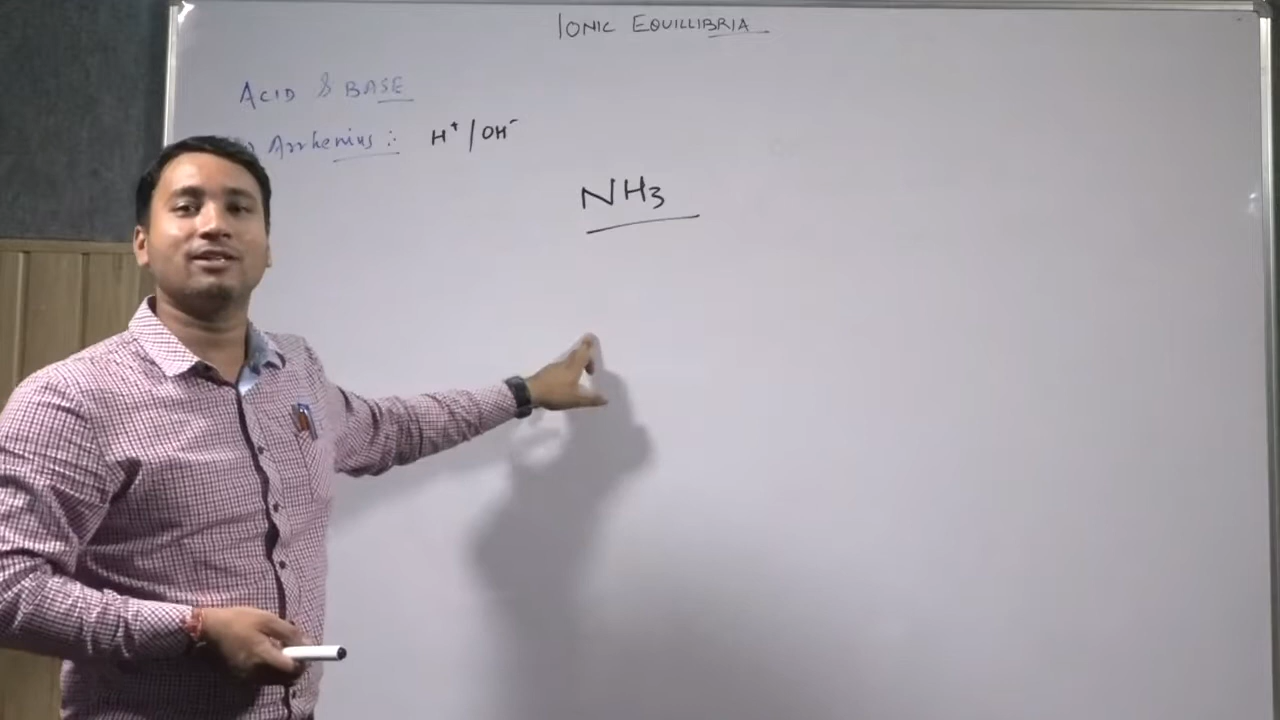 IONIC EQUILLIBRIA
ACID & BASE
Arrhenius :- H⁺ / OH⁻
NH₃